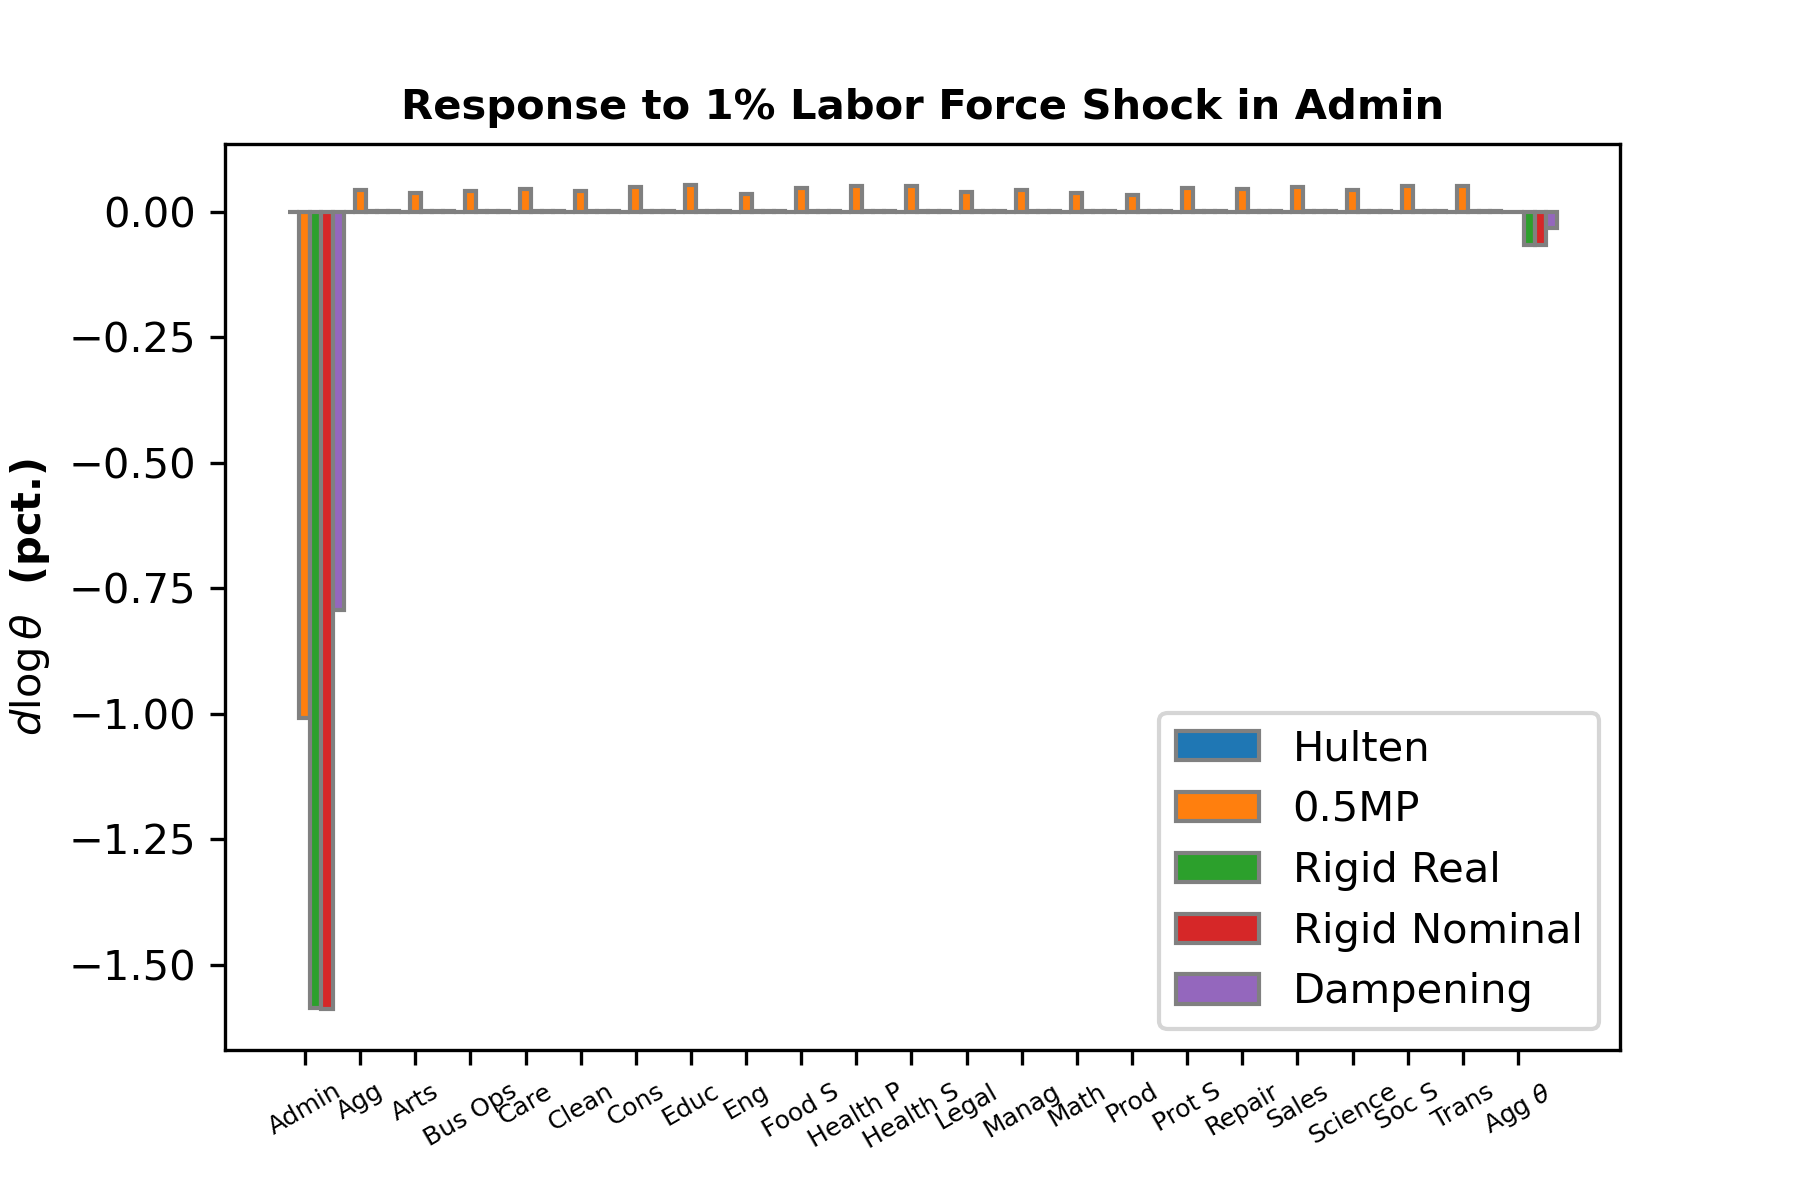 Response to 1% Labor Force Shock in Admin
d log θ (pct.)
0.00
−0.25
−0.50
−0.75
−1.00
−1.25
−1.50
Hulten
0.5MP
Rigid Real
Rigid Nominal
Dampening
Admin
Agg
Arts
Bus Ops
Care
Clean
Cons
Educ
Eng
Food S
Health P
Health S
Legal
Manag
Math
Prod
Prot S
Repair
Sales
Science
Soc S
Trans
Agg θ